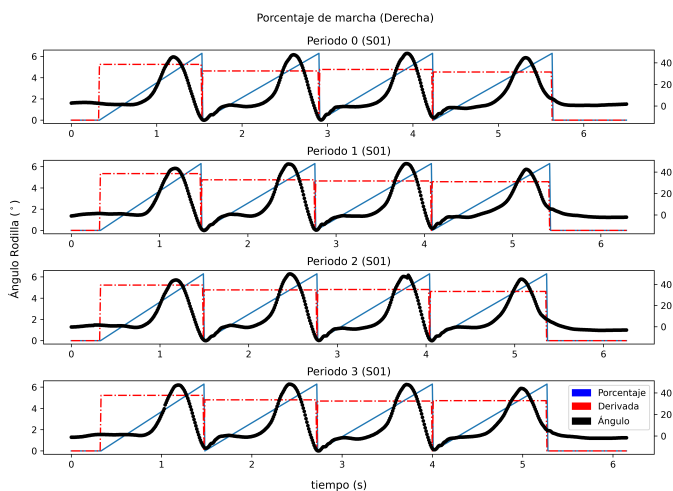 Porcentaje de marcha (Derecha)
Periodo 0 (S01)
6
4
2
0
40
20
0
0 1 2 3 4 5 6
Periodo 1 (S01)
6
4
2
0
40
20
0
0 1 2 3 4 5 6
Periodo 2 (S01)
6
4
2
0
40
20
0
0 1 2 3 4 5 6
Periodo 3 (S01)
6
4
2
0
40
20
0
0 1 2 3 4 5 6
Porcentaje
Derivada
Ángulo
Ángulo Rodilla (°)
tiempo (s)